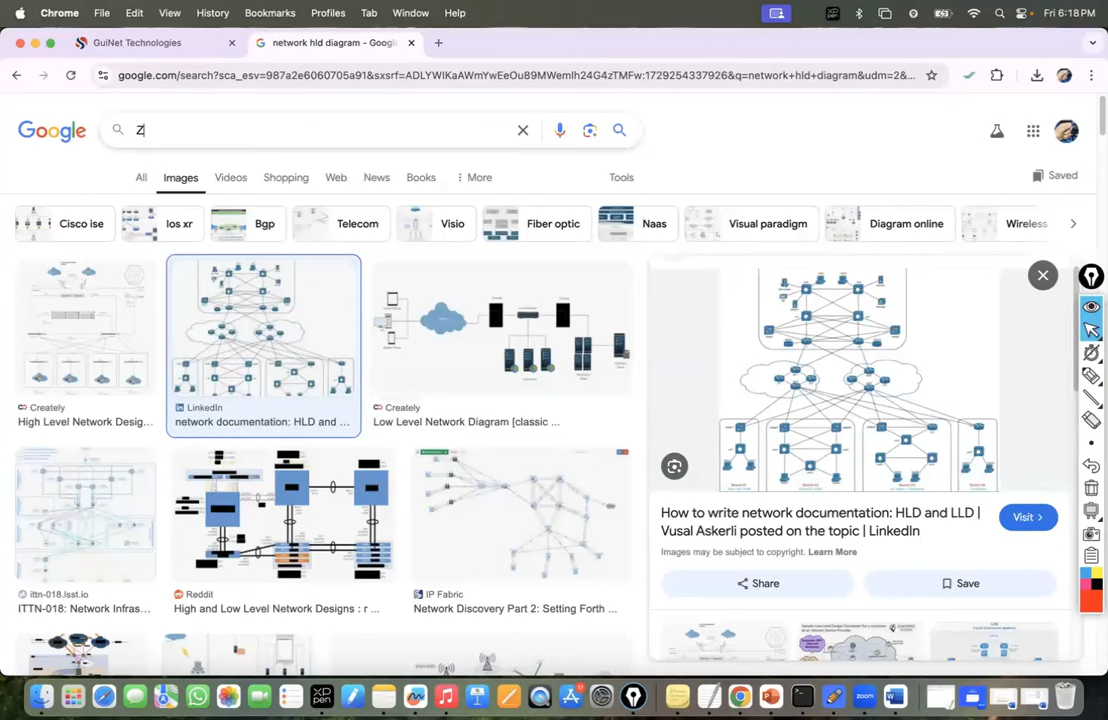 Chrome File Edit View History Bookmarks Profiles Tab Window Help Fri 6:18 PM
GuiNet Technologies
network hld diagram - Google
google.com/search?sca_esv=987a2e6060705a91&sxsrf=ADLYWIKaAWmYwEeOu89MWemIh24G4zTMFw:1729254337926&q=network+hld+diagram&udm=2&...
Google
Z
All Images Videos Shopping Web News Books More Tools
Saved
Cisco ise Ios xr Bgp Telecom Visio Fiber optic Naas Visual paradigm Diagram online Wireless
Creately
High Level Network Desig...
LinkedIn
network documentation: HLD and ...
Creately
Low Level Network Diagram [classic ...
How to write network documentation: HLD and LLD |
Vusal Askerli posted on the topic | LinkedIn
Visit
Images may be subject to copyright. Learn More
Share Save
ittn-018.lsst.io
ITTN-018: Network Infras...
Reddit
High and Low Level Network Designs : r ...
IP Fabric
Network Discovery Part 2: Setting Forth ...